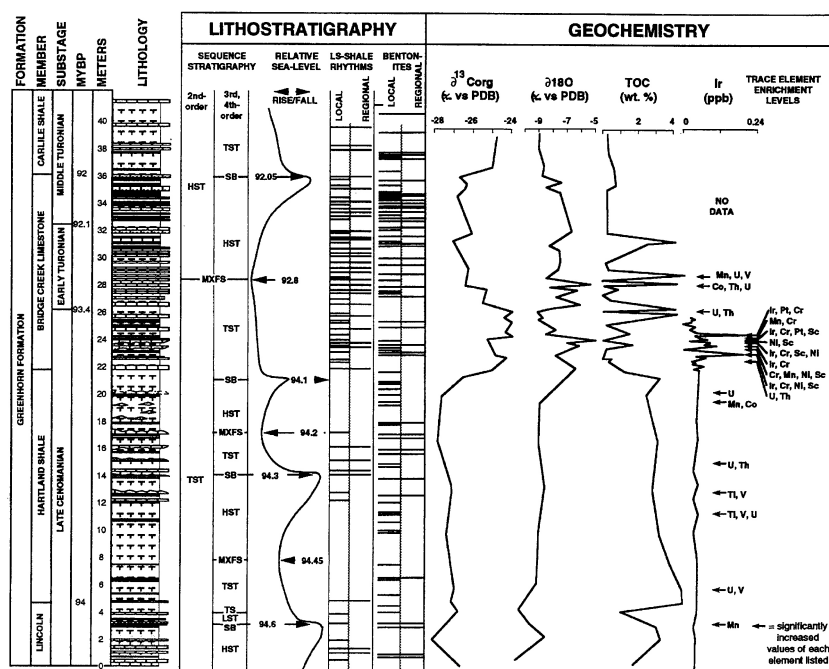 LITHOSTRATIGRAPHY
GEOCHEMISTRY
FORMATION
MEMBER
SUBSTAGE
MYBP
METERS
LITHOLOGY
SEQUENCE
STRATIGRAPHY
RELATIVE
SEA-LEVEL
LS-SHALE
RHYTHMS
BENTON-
ITES
2nd-
order
3rd,
4th-
order
RISE/FALL
LOCAL
REGIONAL
LOCAL
REGIONAL
∂13 Corg
(‰ vs PDB)
∂18O
(‰ vs PDB)
TOC
(wt. %)
Ir
(ppb)
TRACE ELEMENT
ENRICHMENT
LEVELS
-28
-26
-24
-9
-7
-5
2
4
0
0.24
GREENHORN FORMATION
CARLILE SHALE
BRIDGE CREEK LIMESTONE
HARTLAND SHALE
LINCOLN
MIDDLE TURONIAN
EARLY TURONIAN
LATE CENOMANIAN
92
92.1
93.4
94
40
38
36
34
32
30
28
26
24
22
20
18
16
14
12
10
8
6
4
2
0
HST
TST
TST
SB
HST
MXFS
TST
SB
HST
MXFS
TST
SB
HST
MXFS
TST
TS
LST
SB
HST
92.05
92.8
94.1
94.2
94.3
94.45
94.6
NO
DATA
Mn, U, V
Co, Th, U
U, Th
Ir, Pt, Cr
Mn, Cr
Ir, Cr, Pt, Sc
Ni, Sc
Ir, Cr, Sc, Ni
Ir, Cr
Cr, Mn, Ni, Sc
Ir, Cr, Ni, Sc
U, Th
U
Mn, Co
U, Th
Tl, V
Tl, V, U
U, V
Mn
= significantly
increased
values of each
element listed